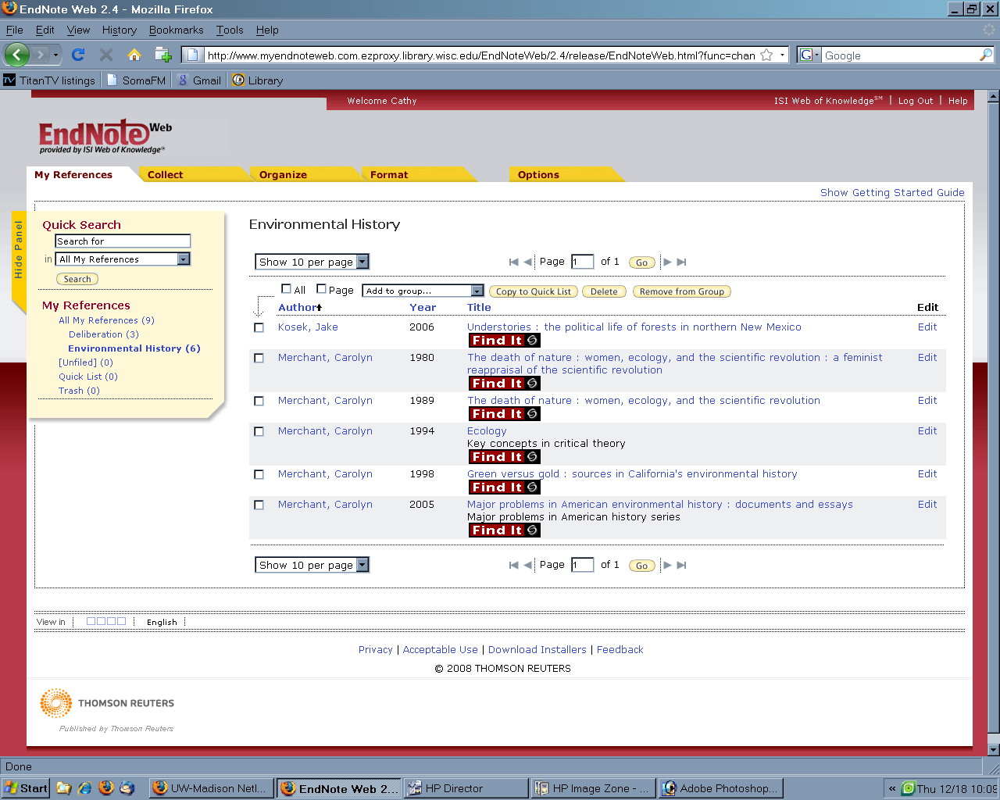 EndNote Web 2.4 - Mozilla Firefox
File Edit View History Bookmarks Tools Help
http://www.myendnoteweb.com.ezproxy.library.wisc.edu/EndNoteWeb/2.4/release/EndNoteWeb.html?func=chan
Google
TitanTV listings SomaFM Gmail Library
Welcome Cathy ISI Web of Knowledge℠ | Log Out | Help
EndNote Web
provided by ISI Web of Knowledge®
My References Collect Organize Format Options
Show Getting Started Guide
Hide Panel
Quick Search
Search for
in All My References
Search
My References
All My References (9)
Deliberation (3)
Environmental History (6)
[Unfiled] (0)
Quick List (0)
Trash (0)
Environmental History
Show 10 per page Page 1 of 1 Go
All Page Add to group... Copy to Quick List Delete Remove from Group
Author Year Title Edit
Kosek, Jake 2006 Understories : the political life of forests in northern New Mexico Edit
Find It
Merchant, Carolyn 1980 The death of nature : women, ecology, and the scientific revolution : a feminist Edit
reappraisal of the scientific revolution
Find It
Merchant, Carolyn 1989 The death of nature : women, ecology, and the scientific revolution Edit
Find It
Merchant, Carolyn 1994 Ecology Edit
Key concepts in critical theory
Find It
Merchant, Carolyn 1998 Green versus gold : sources in California's environmental history Edit
Find It
Merchant, Carolyn 2005 Major problems in American environmental history : documents and essays Edit
Major problems in American history series
Find It
Show 10 per page Page 1 of 1 Go
View in English
Privacy | Acceptable Use | Download Installers | Feedback
© 2008 THOMSON REUTERS
THOMSON REUTERS
Published by Thomson Reuters
Done
Start UW-Madison Netl... EndNote Web 2... HP Director HP Image Zone - ... Adobe Photoshop... « Thu 12/18 10:09